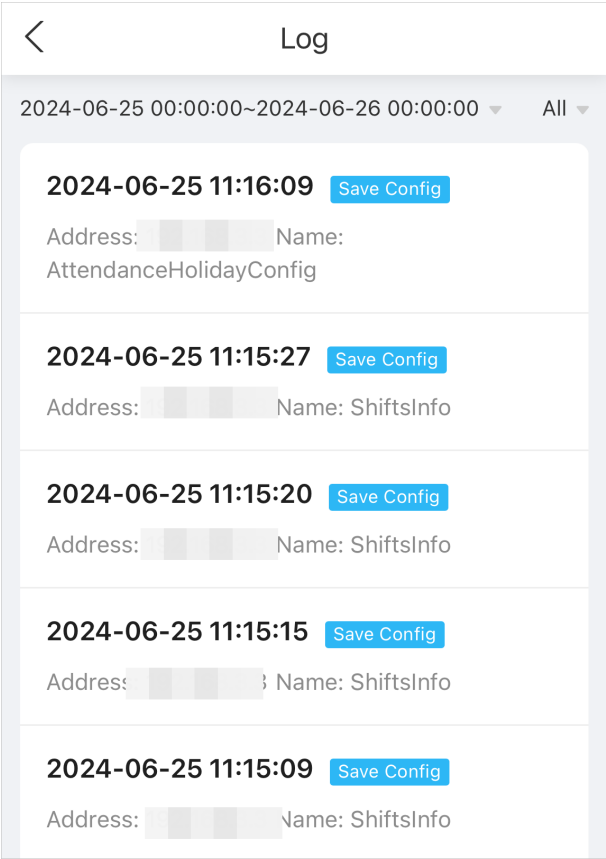 Log
2024-06-25 00:00:00~2024-06-26 00:00:00 All
2024-06-25 11:16:09 Save Config
Address: Name:
AttendanceHolidayConfig
2024-06-25 11:15:27 Save Config
Address: Name: ShiftsInfo
2024-06-25 11:15:20 Save Config
Address: Name: ShiftsInfo
2024-06-25 11:15:15 Save Config
Address Name: ShiftsInfo
2024-06-25 11:15:09 Save Config
Address: Name: ShiftsInfo